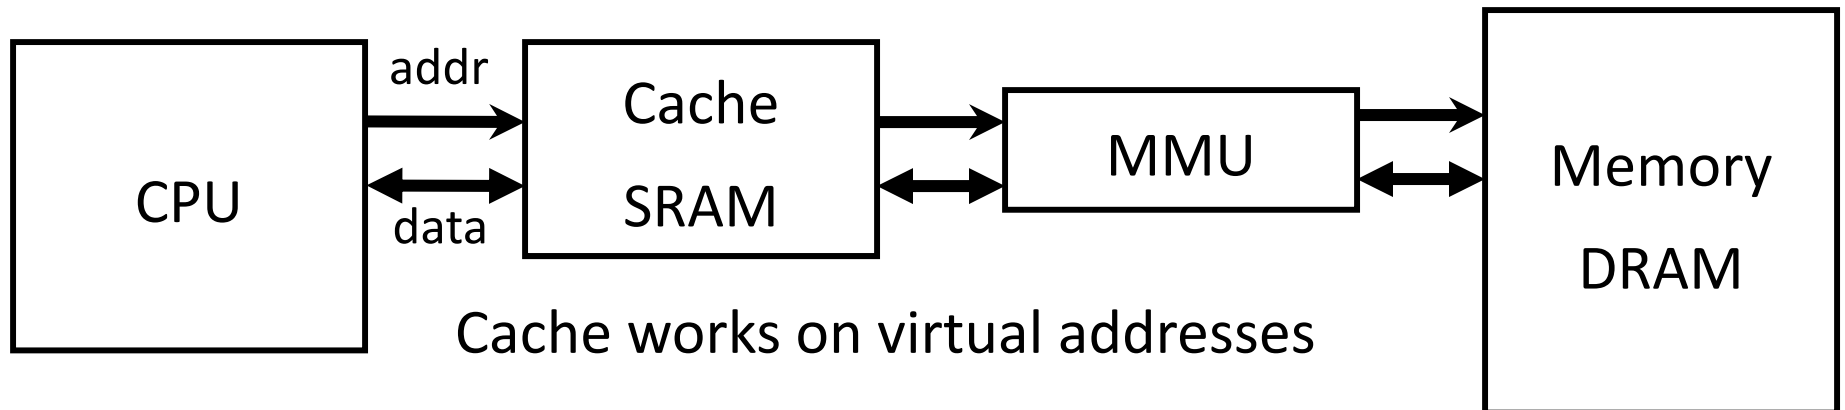 CPU
addr
data
Cache
SRAM
MMU
Memory
DRAM
Cache works on virtual addresses